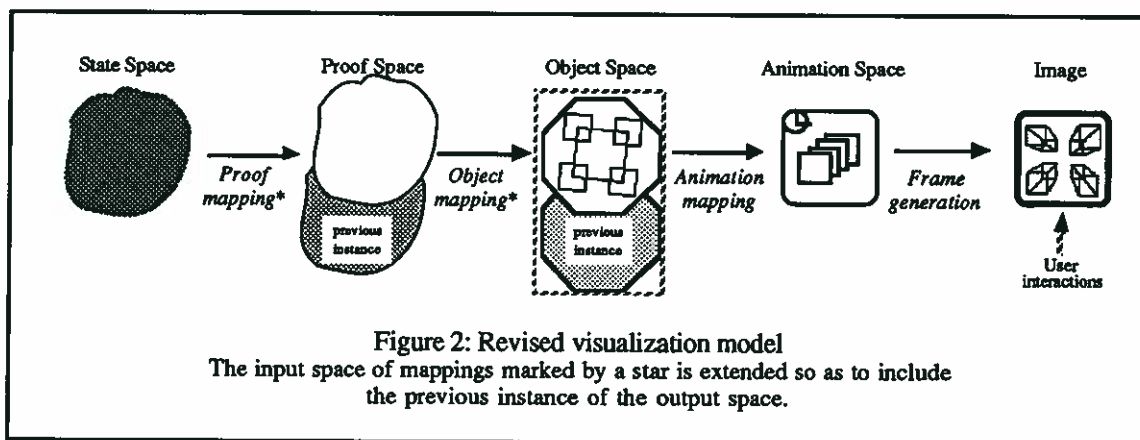 State Space
Proof Space
Object Space
Animation Space
Image
Proof
mapping*
Object
mapping*
Animation
mapping
Frame
generation
previous
instance
previous
instance
User
interactions
Figure 2: Revised visualization model
The input space of mappings marked by a star is extended so as to include
the previous instance of the output space.